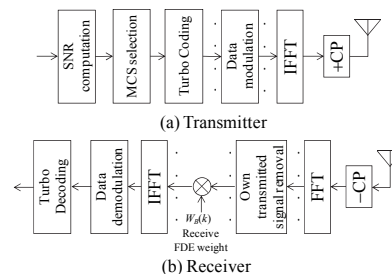 SNR
computation
MCS selection
Turbo Coding
Data
modulation
IFFT
+CP
(a) Transmitter
Turbo
Decoding
Data
demodulation
IFFT
W_B(k)
Receive
FDE weight
Own
transmitted
signal removal
FFT
−CP
(b) Receiver